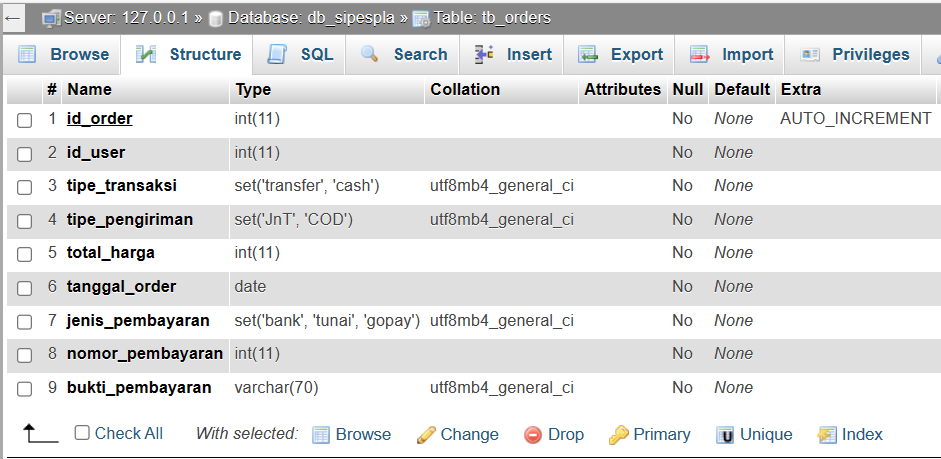 ← Server: 127.0.0.1 » Database: db_sipespla » Table: tb_orders
Browse Structure SQL Search Insert Export Import Privileges
# Name Type Collation Attributes Null Default Extra
1 id_order int(11) No None AUTO_INCREMENT
2 id_user int(11) No None
3 tipe_transaksi set('transfer', 'cash') utf8mb4_general_ci No None
4 tipe_pengiriman set('JnT', 'COD') utf8mb4_general_ci No None
5 total_harga int(11) No None
6 tanggal_order date No None
7 jenis_pembayaran set('bank', 'tunai', 'gopay') utf8mb4_general_ci No None
8 nomor_pembayaran int(11) No None
9 bukti_pembayaran varchar(70) utf8mb4_general_ci No None
Check All With selected: Browse Change Drop Primary Unique Index